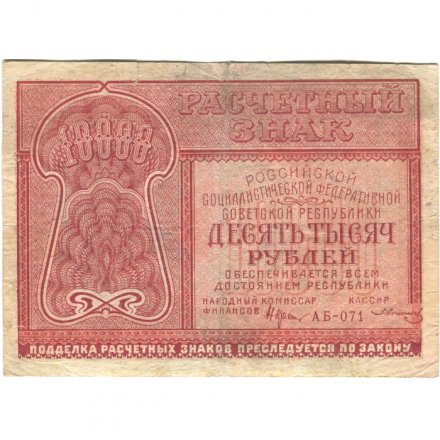 10000
РАСЧЕТНЫЙ
ЗНАК
РОССІЙСКОЙ
СОЦИАЛИСТИЧЕСКОЙ ФЕДЕРАТИВНОЙ
СОВЕТСКОЙ РЕСПУБЛИКИ
ДЕСЯТЬ ТЫСЯЧ
РУБЛЕЙ
ОБЕСПЕЧИВАЕТСЯ ВСЕМ
ДОСТОЯНИЕМ РЕСПУБЛИКИ
НАРОДНЫЙ КОМИССАР КАССИР
ФИНАНСОВ
АБ-071
ПОДДЕЛКА РАСЧЕТНЫХ ЗНАКОВ ПРЕСЛЕДУЕТСЯ ПО ЗАКОНУ.